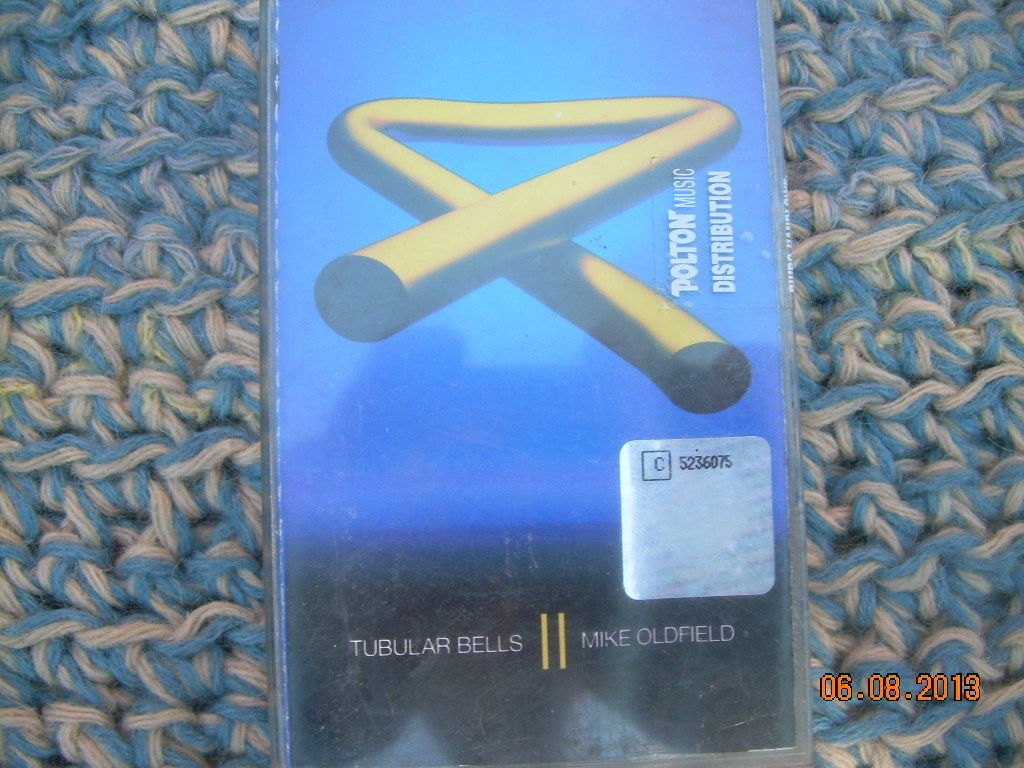 POLTON MUSIC
DISTRIBUTION
C 5236075
TUBULAR BELLS II MIKE OLDFIELD
06.08.2013